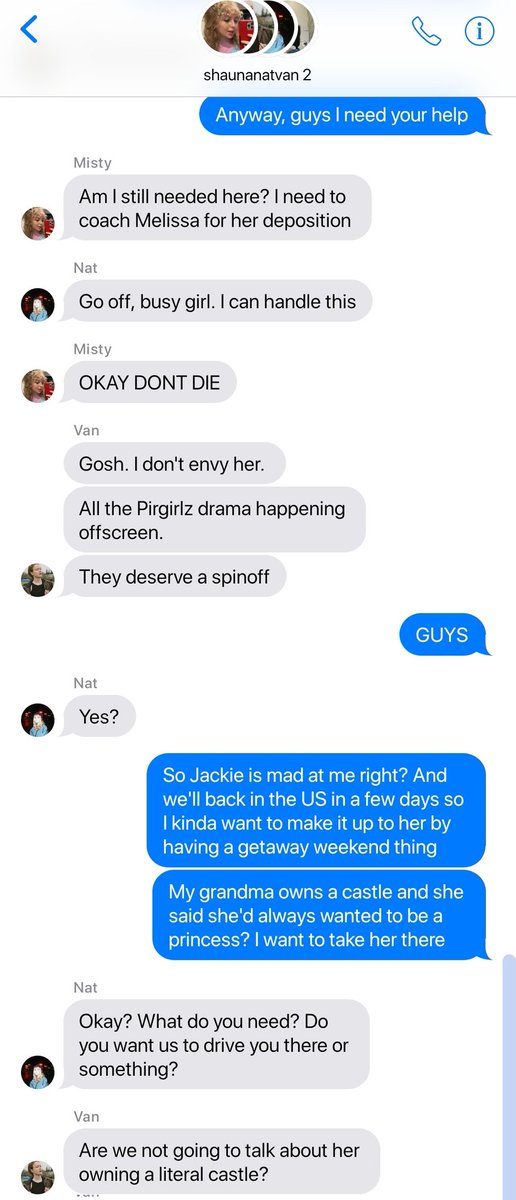 shaunanatvan 2
Anyway, guys I need your help
Misty
Am I still needed here? I need to
coach Melissa for her deposition
Nat
Go off, busy girl. I can handle this
Misty
OKAY DONT DIE
Van
Gosh. I don't envy her.
All the Pirgirlz drama happening
offscreen.
They deserve a spinoff
GUYS
Nat
Yes?
So Jackie is mad at me right? And
we'll back in the US in a few days so
I kinda want to make it up to her by
having a getaway weekend thing
My grandma owns a castle and she
said she'd always wanted to be a
princess? I want to take her there
Nat
Okay? What do you need? Do
you want us to drive you there or
something?
Van
Are we not going to talk about her
owning a literal castle?